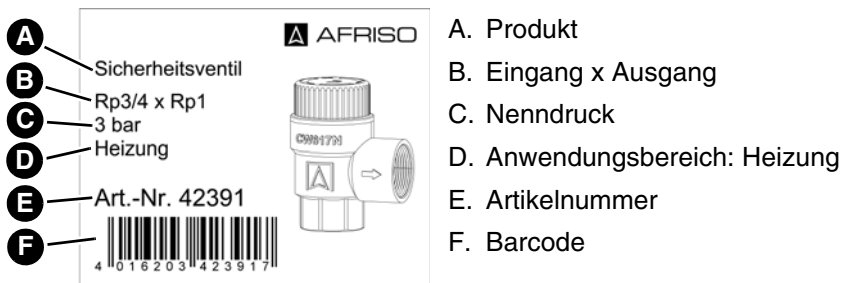 AFRISO
A
Sicherheitsventil
B
Rp3/4 x Rp1
C
3 bar
D
Heizung
CW617N
E
Art.-Nr. 42391
F
4 016203 423917
A. Produkt
B. Eingang x Ausgang
C. Nenndruck
D. Anwendungsbereich: Heizung
E. Artikelnummer
F. Barcode